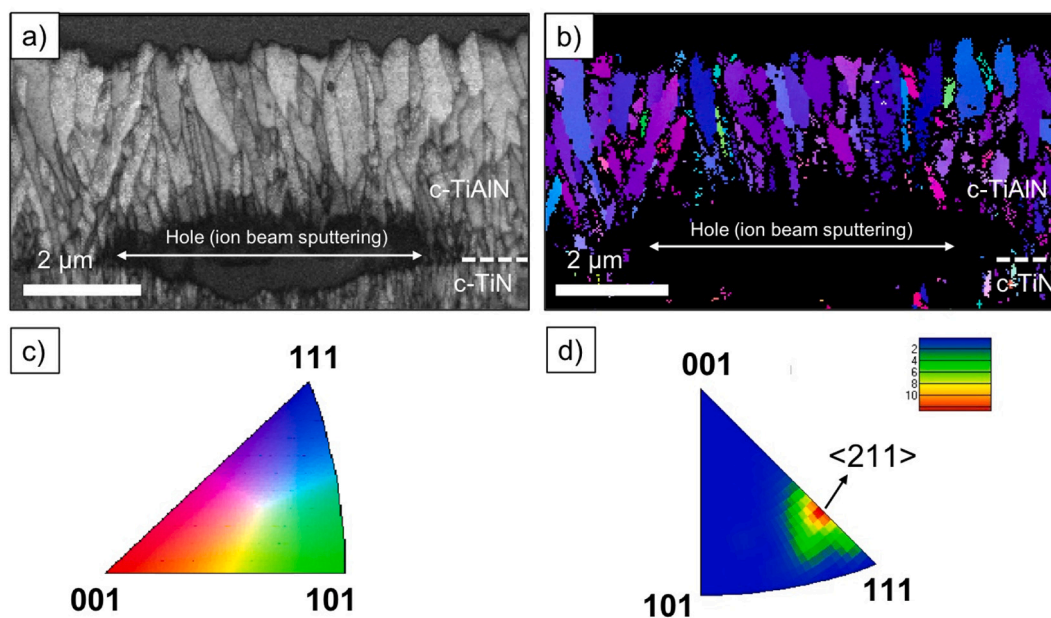 a)
c-TiAlN
Hole (ion beam sputtering)
2 µm
c-TiN
b)
c-TiAlN
Hole (ion beam sputtering)
2 µm
c-TiN
c)
111
001
101
d)
001
2
4
6
8
10
<211>
101
111